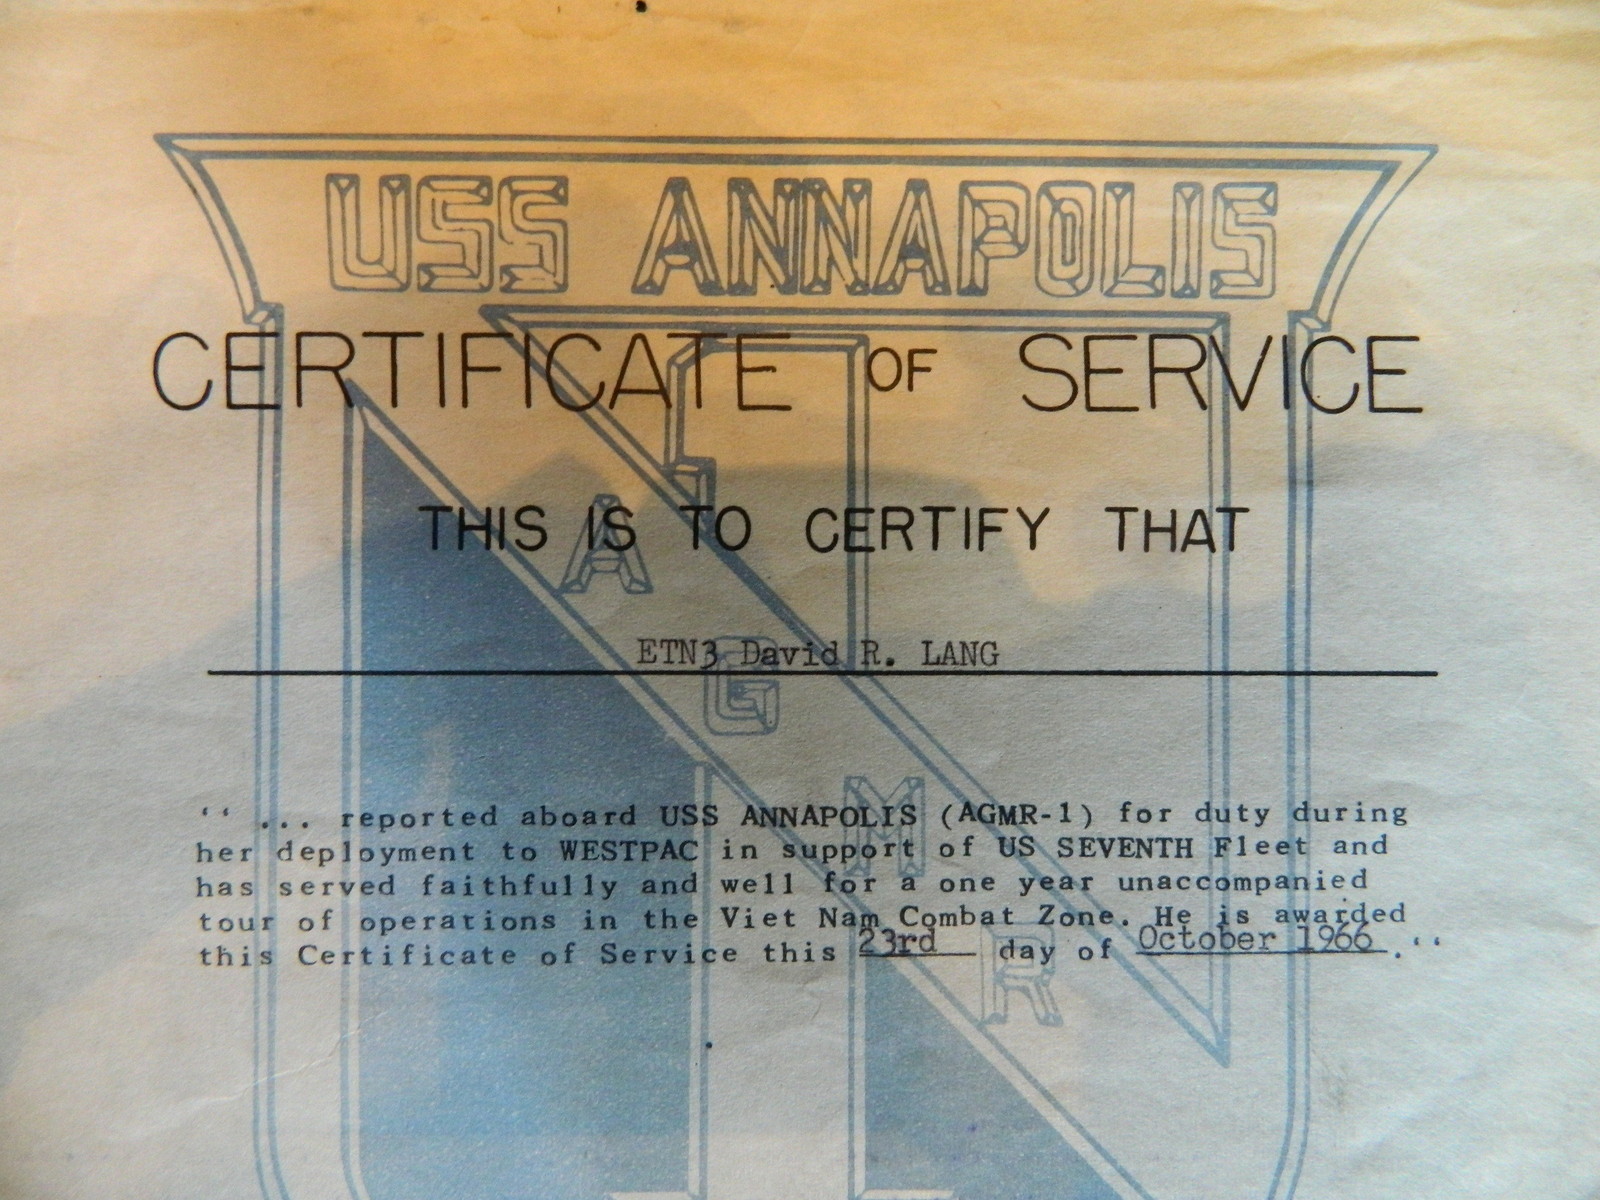 USS ANNAPOLIS
CERTIFICATE OF SERVICE
THIS IS TO CERTIFY THAT
A
ETN3 David R. LANG
G
M
‘‘ ... reported aboard USS ANNAPOLIS (AGMR-1) for duty during
her deployment to WESTPAC in support of US SEVENTH Fleet and
has served faithfully and well for a one year unaccompanied
tour of operations in the Viet Nam Combat Zone. He is awarded
this Certificate of Service this 23rd day of October 1966 . ‘‘
R